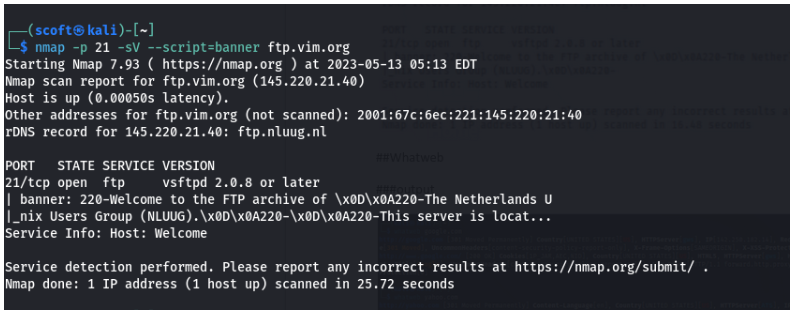 (scoft㉿kali)-[~]
$ nmap -p 21 -sV --script=banner ftp.vim.org
Starting Nmap 7.93 ( https://nmap.org ) at 2023-05-13 05:13 EDT
Nmap scan report for ftp.vim.org (145.220.21.40)
Host is up (0.00050s latency).
Other addresses for ftp.vim.org (not scanned): 2001:67c:6ec:221:145:220:21:40
rDNS record for 145.220.21.40: ftp.nluug.nl
PORT   STATE SERVICE VERSION
21/tcp open  ftp     vsftpd 2.0.8 or later
| banner: 220-Welcome to the FTP archive of \x0D\x0A220-The Netherlands U
|_nix Users Group (NLUUG).\x0D\x0A220-\x0D\x0A220-This server is locat...
Service Info: Host: Welcome
##Whatweb
Service detection performed. Please report any incorrect results at https://nmap.org/submit/ .
Nmap done: 1 IP address (1 host up) scanned in 25.72 seconds